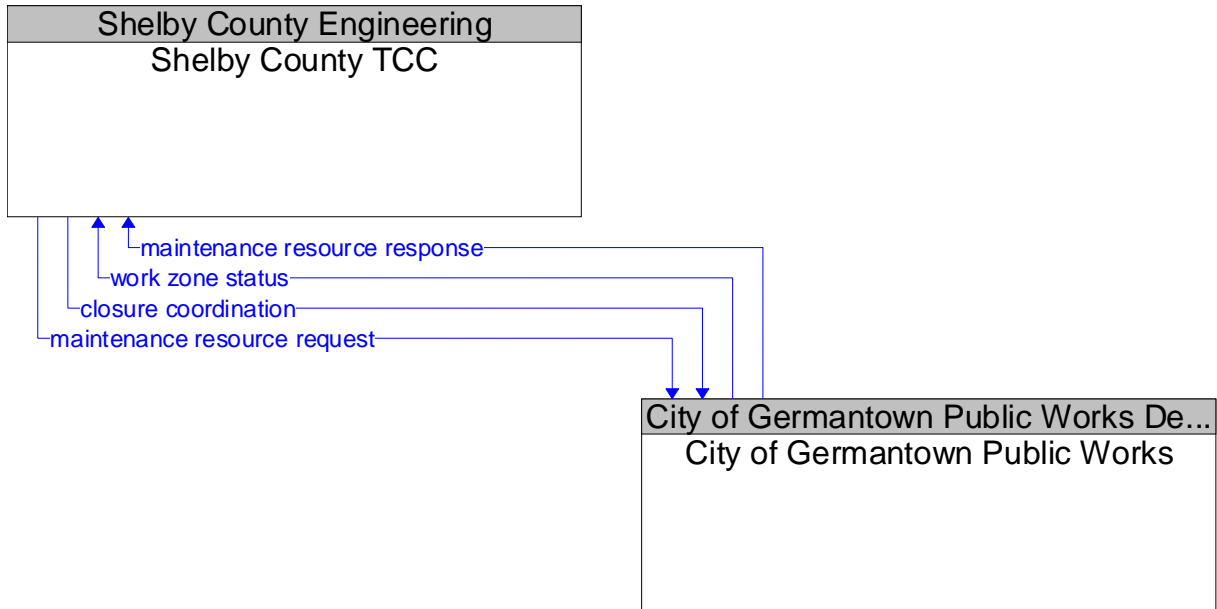 Shelby County Engineering
Shelby County TCC
maintenance resource response
work zone status
closure coordination
maintenance resource request
City of Germantown Public Works De...
City of Germantown Public Works